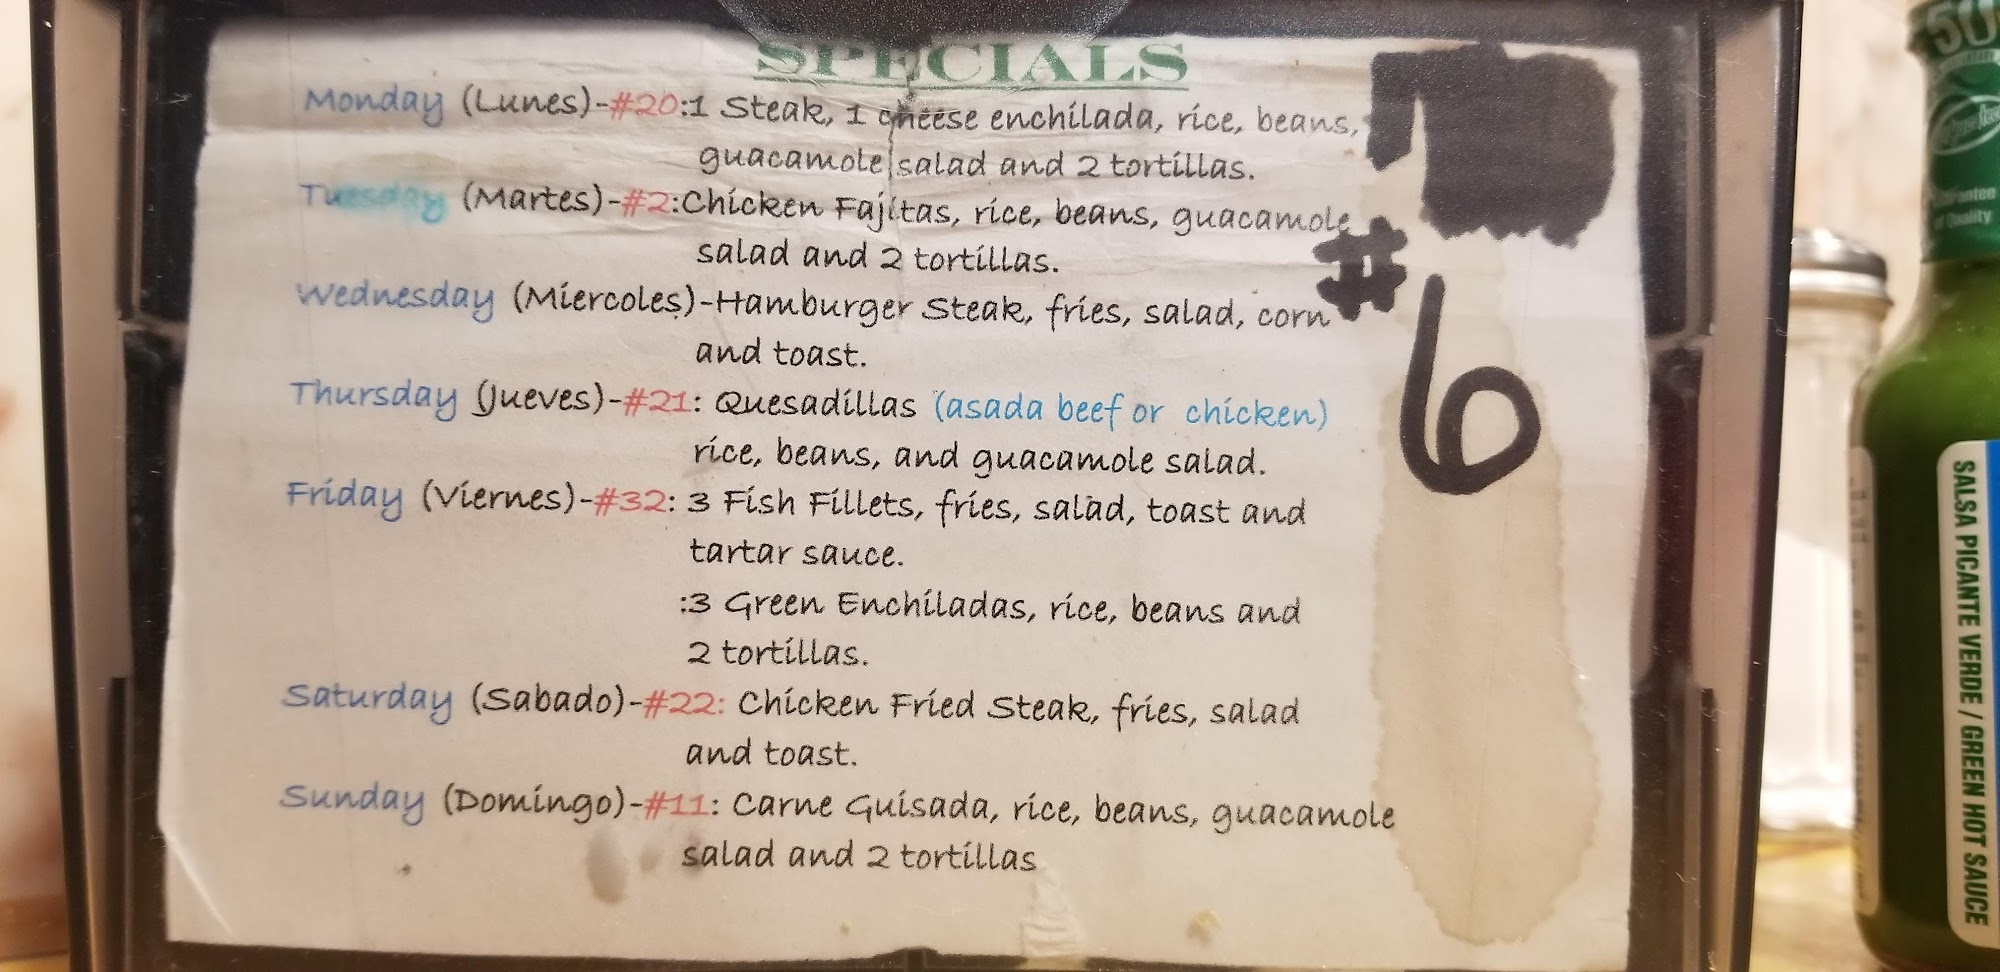 SPECIALS
Monday (Lunes)-#20:1 Steak, 1 cheese enchilada, rice, beans,
guacamole salad and 2 tortillas.
Tuesday (Martes)-#2:Chicken Fajitas, rice, beans, guacamole
salad and 2 tortillas.
Wednesday (Miercoles)-Hamburger Steak, fries, salad, corn
and toast.
Thursday (Jueves)-#21: Quesadillas (asada beef or chicken)
rice, beans, and guacamole salad.
Friday (Viernes)-#32: 3 Fish Fillets, fries, salad, toast and
tartar sauce.
:3 Green Enchiladas, rice, beans and
2 tortillas.
Saturday (Sabado)-#22: Chicken Fried Steak, fries, salad
and toast.
Sunday (Domingo)-#11: Carne Guisada, rice, beans, guacamole
salad and 2 tortillas
#6
50
of Quality
SALSA PICANTE VERDE / GREEN HOT SAUCE